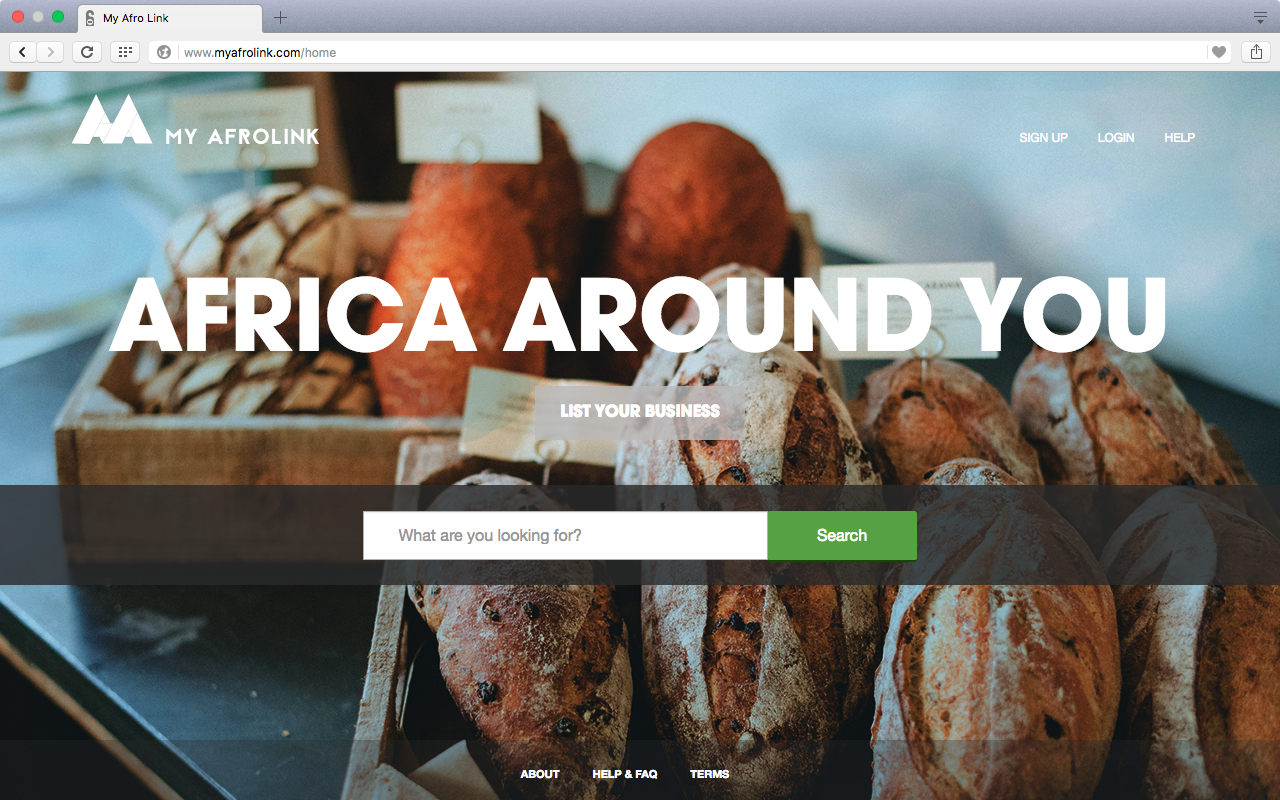 My Afro Link
www.myafrolink.com/home
MY AFROLINK
SIGN UP LOGIN HELP
AFRICA AROUND YOU
LIST YOUR BUSINESS
What are you looking for?
Search
ABOUT HELP & FAQ TERMS